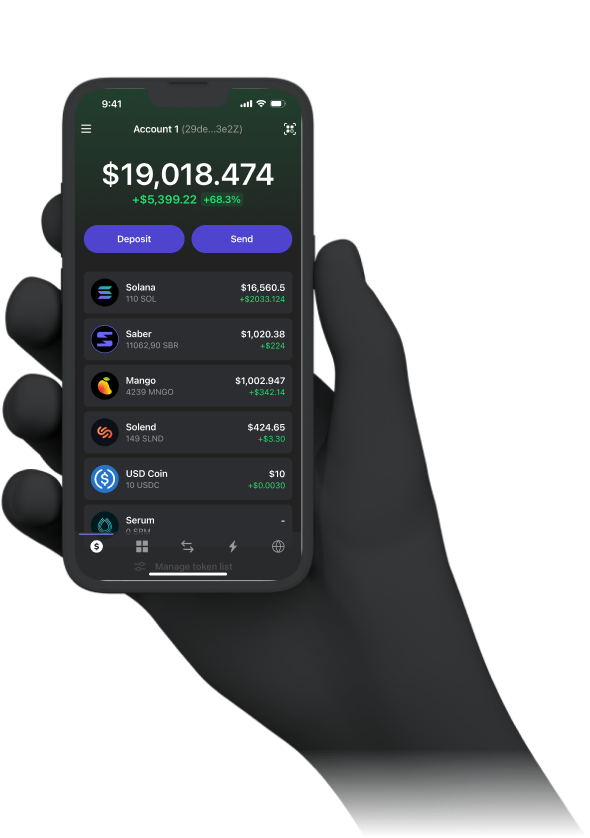 9:41
Account 1 (29de...3e2Z)
$19,018.474
+$5,399.22 +68.3%
Deposit Send
Solana $16,560.5
110 SOL +$2033.124
Saber $1,020.38
11062,90 SBR +$224
Mango $1,002.947
4239 MNGO +$342.14
Solend $424.65
149 SLND +$3.30
USD Coin $10
10 USDC +$0.0030
Serum -
0 SRM
Manage token list